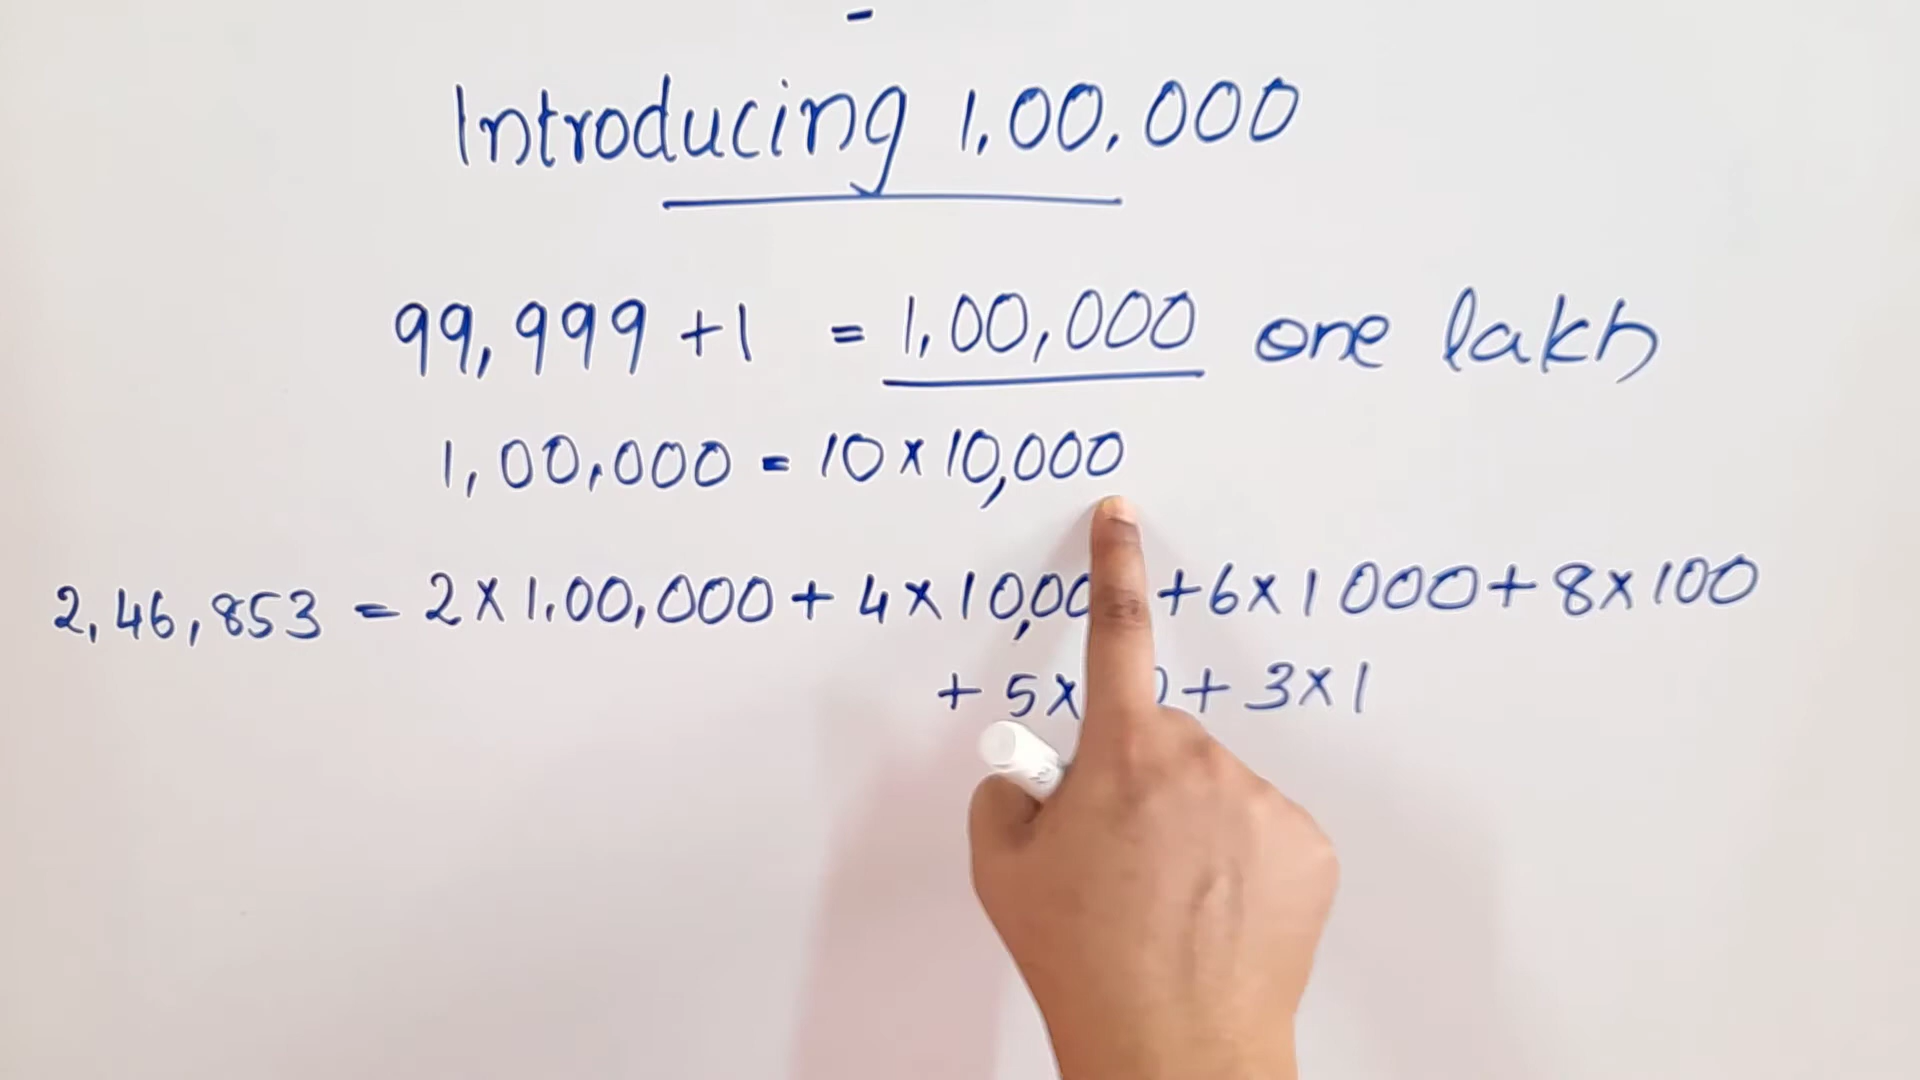 Introducing 1,00,000
99,999 + 1 = 1,00,000 one lakh
1,00,000 = 10 × 10,000
2,46,853 = 2 × 1,00,000 + 4 × 10,00 + 6 × 1000 + 8 × 100
+ 5 × + 3 × 1